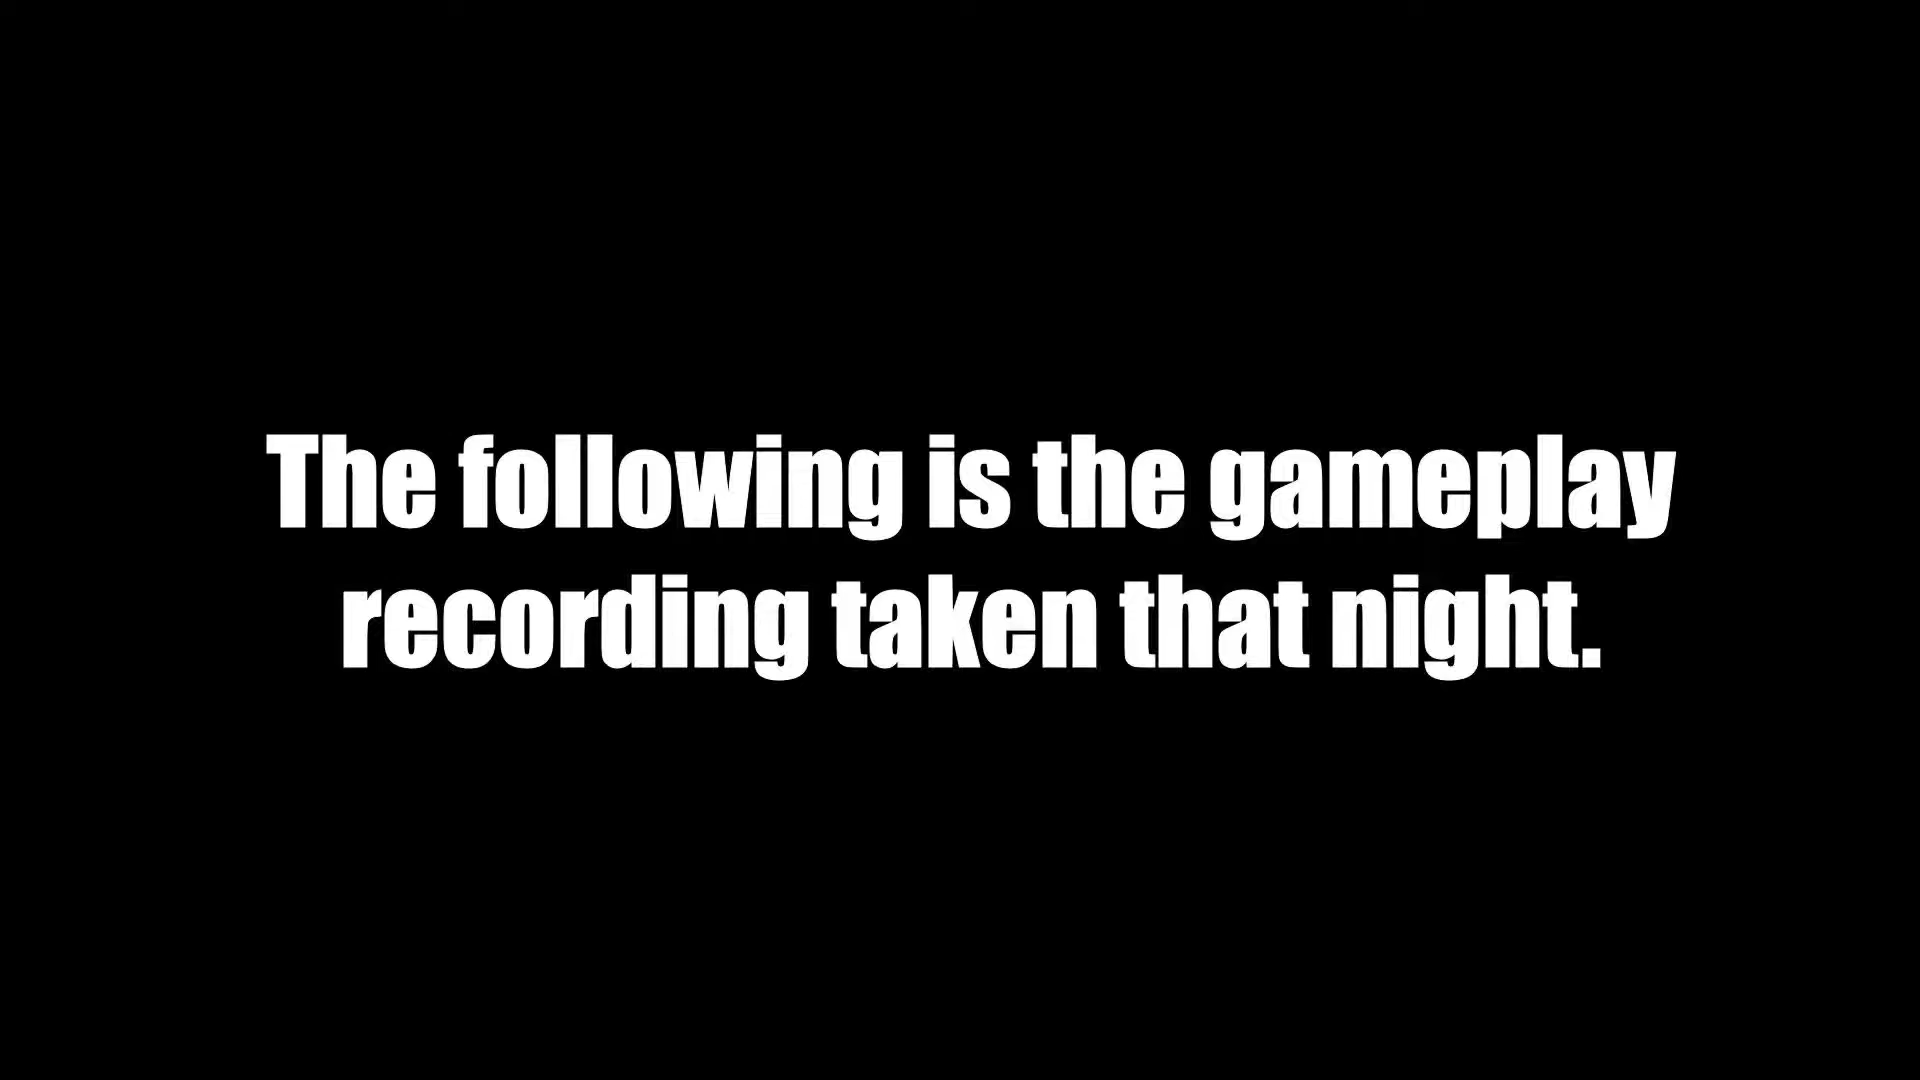 The following is the gameplay
recording taken that night.